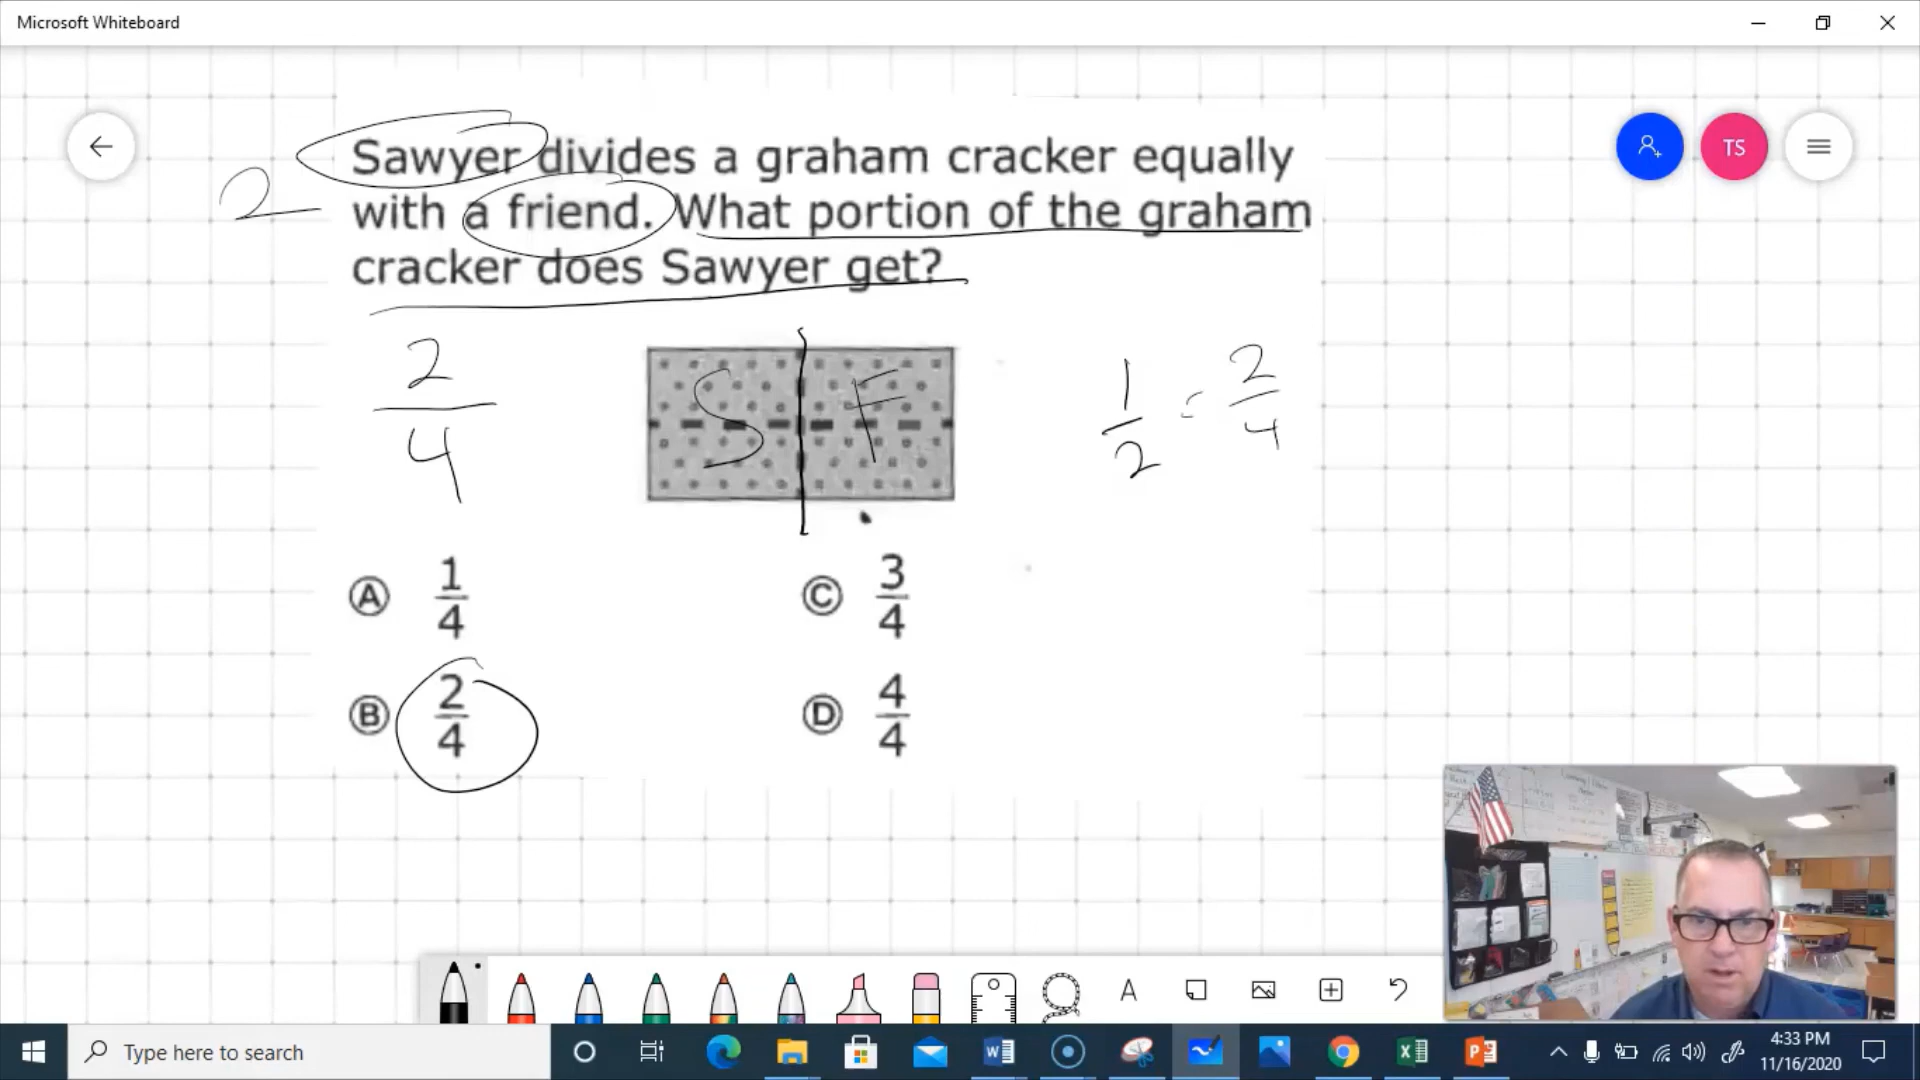 Microsoft Whiteboard
Sawyer divides a graham cracker equally
2
with a friend. What portion of the graham
cracker does Sawyer get?
TS
2
4
S F
1
2
=
2
4
A 1/4
C 3/4
B 2/4
D 4/4
A
Type here to search
4:33 PM
11/16/2020